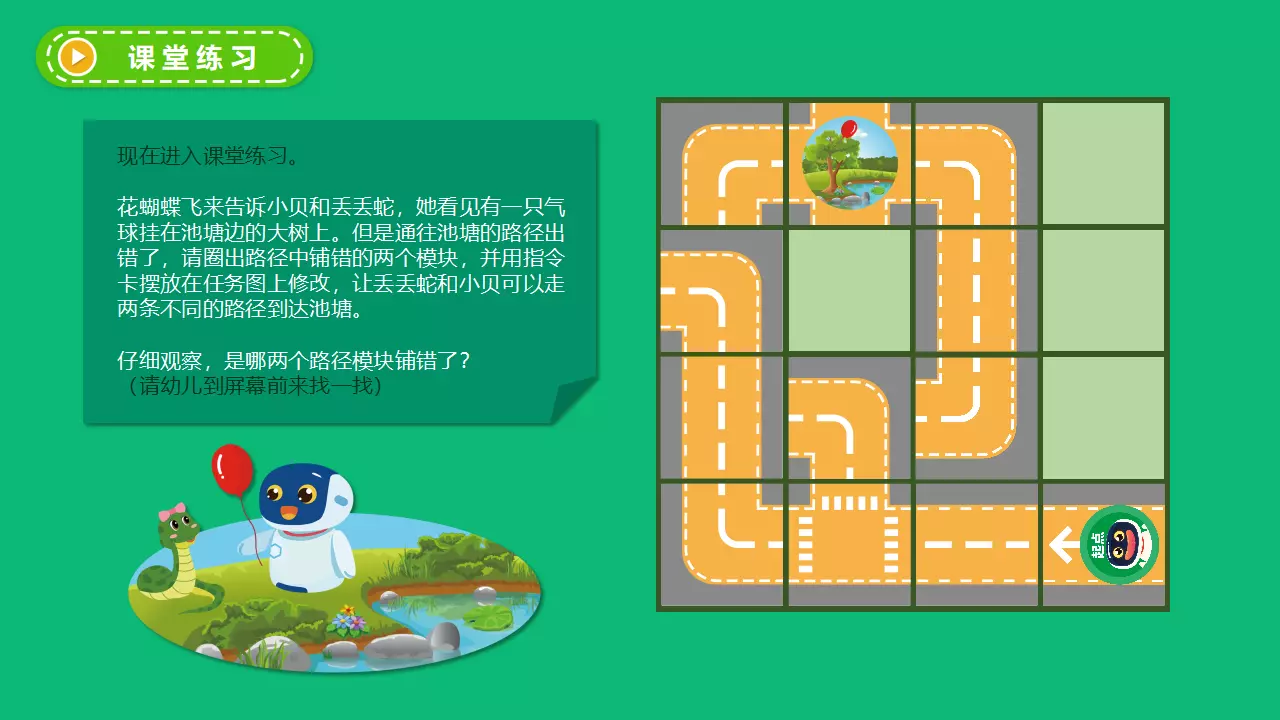 课堂练习
现在进入课堂练习。
花蝴蝶飞来告诉小贝和丢丢蛇，她看见有一只气
球挂在池塘边的大树上。但是通往池塘的路径出
错了，请圈出路径中铺错的两个模块，并用指令
卡摆放在任务图上修改，让丢丢蛇和小贝可以走
两条不同的路径到达池塘。
仔细观察，是哪两个路径模块铺错了？
（请幼儿到屏幕前来找一找）
起点